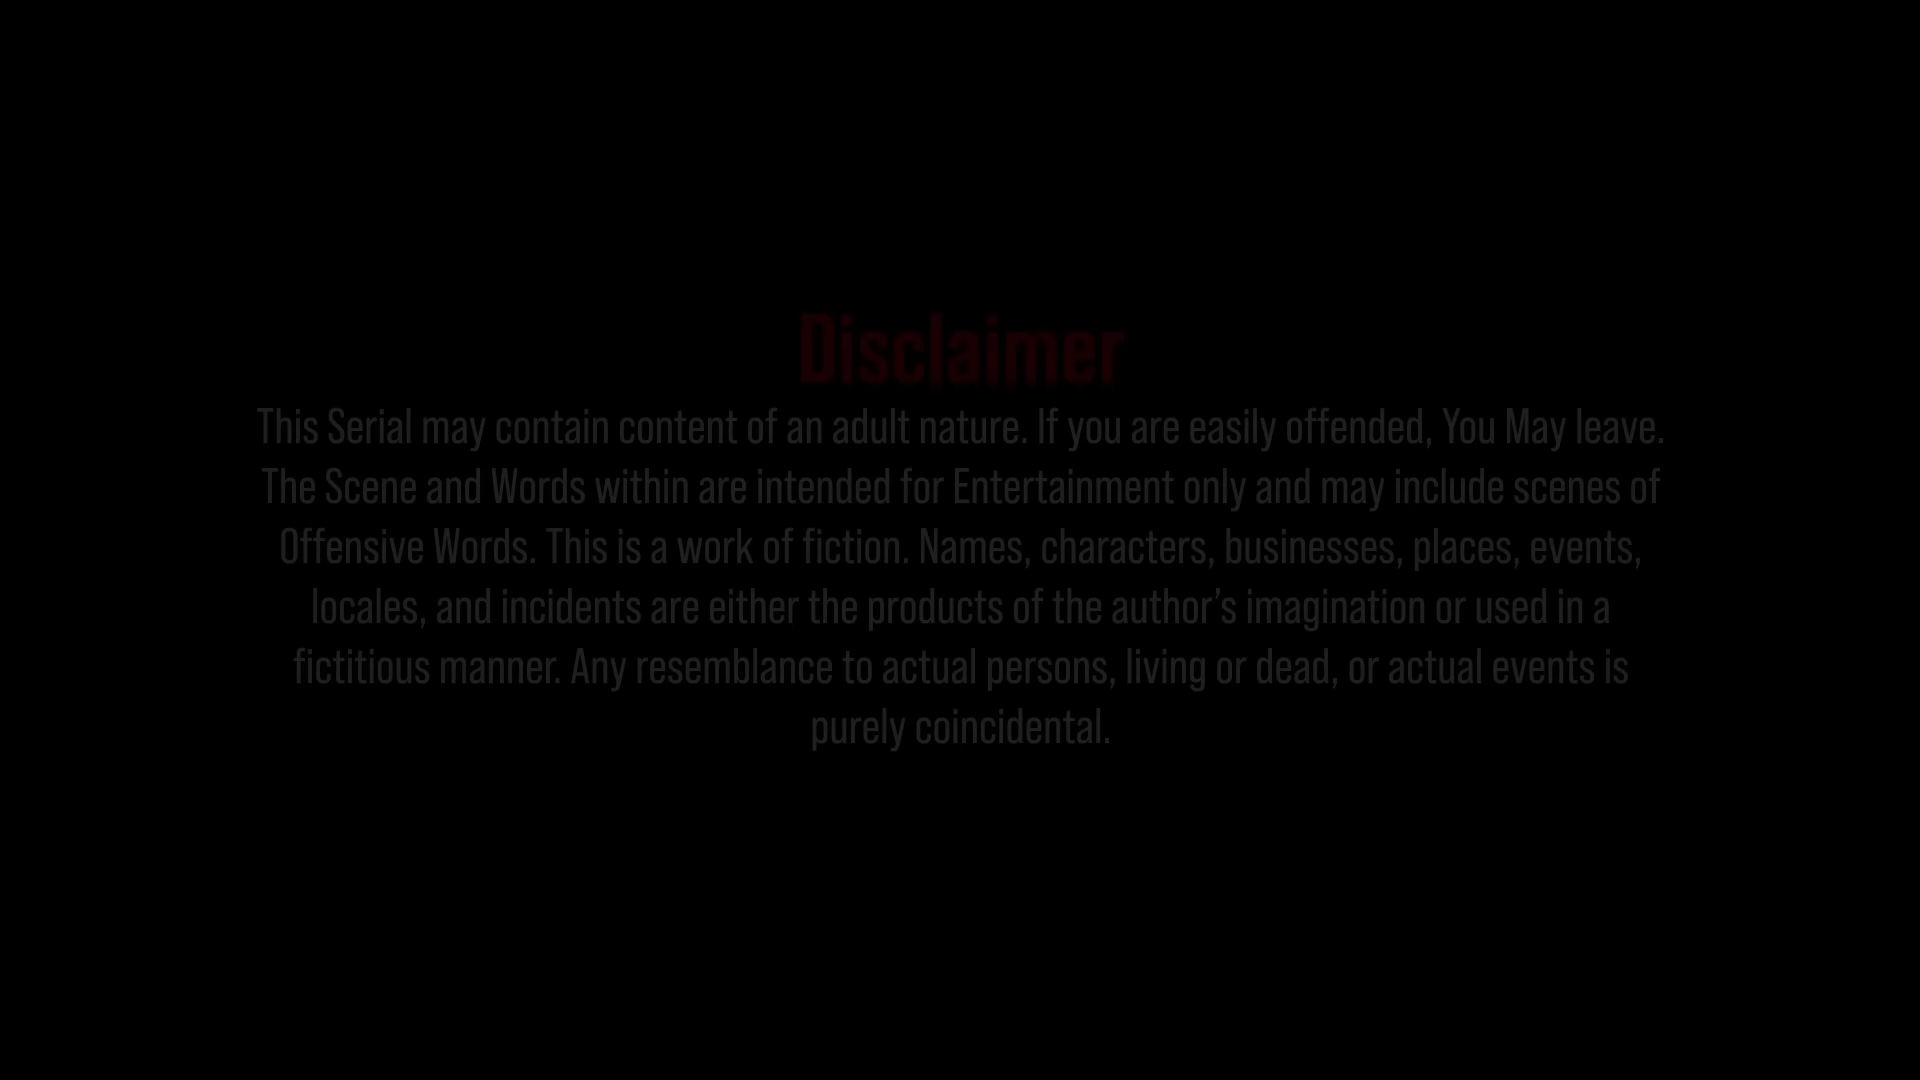 Disclaimer
This Serial may contain content of an adult nature. If you are easily offended, You May leave.
The Scene and Words within are intended for Entertainment only and may include scenes of
Offensive Words. This is a work of fiction. Names, characters, businesses, places, events,
locales, and incidents are either the products of the author’s imagination or used in a
fictitious manner. Any resemblance to actual persons, living or dead, or actual events is
purely coincidental.